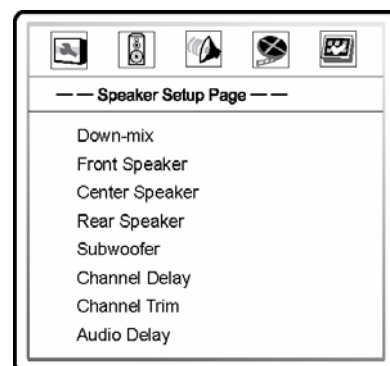 — — Speaker Setup Page — —
Down-mix
Front Speaker
Center Speaker
Rear Speaker
Subwoofer
Channel Delay
Channel Trim
Audio Delay